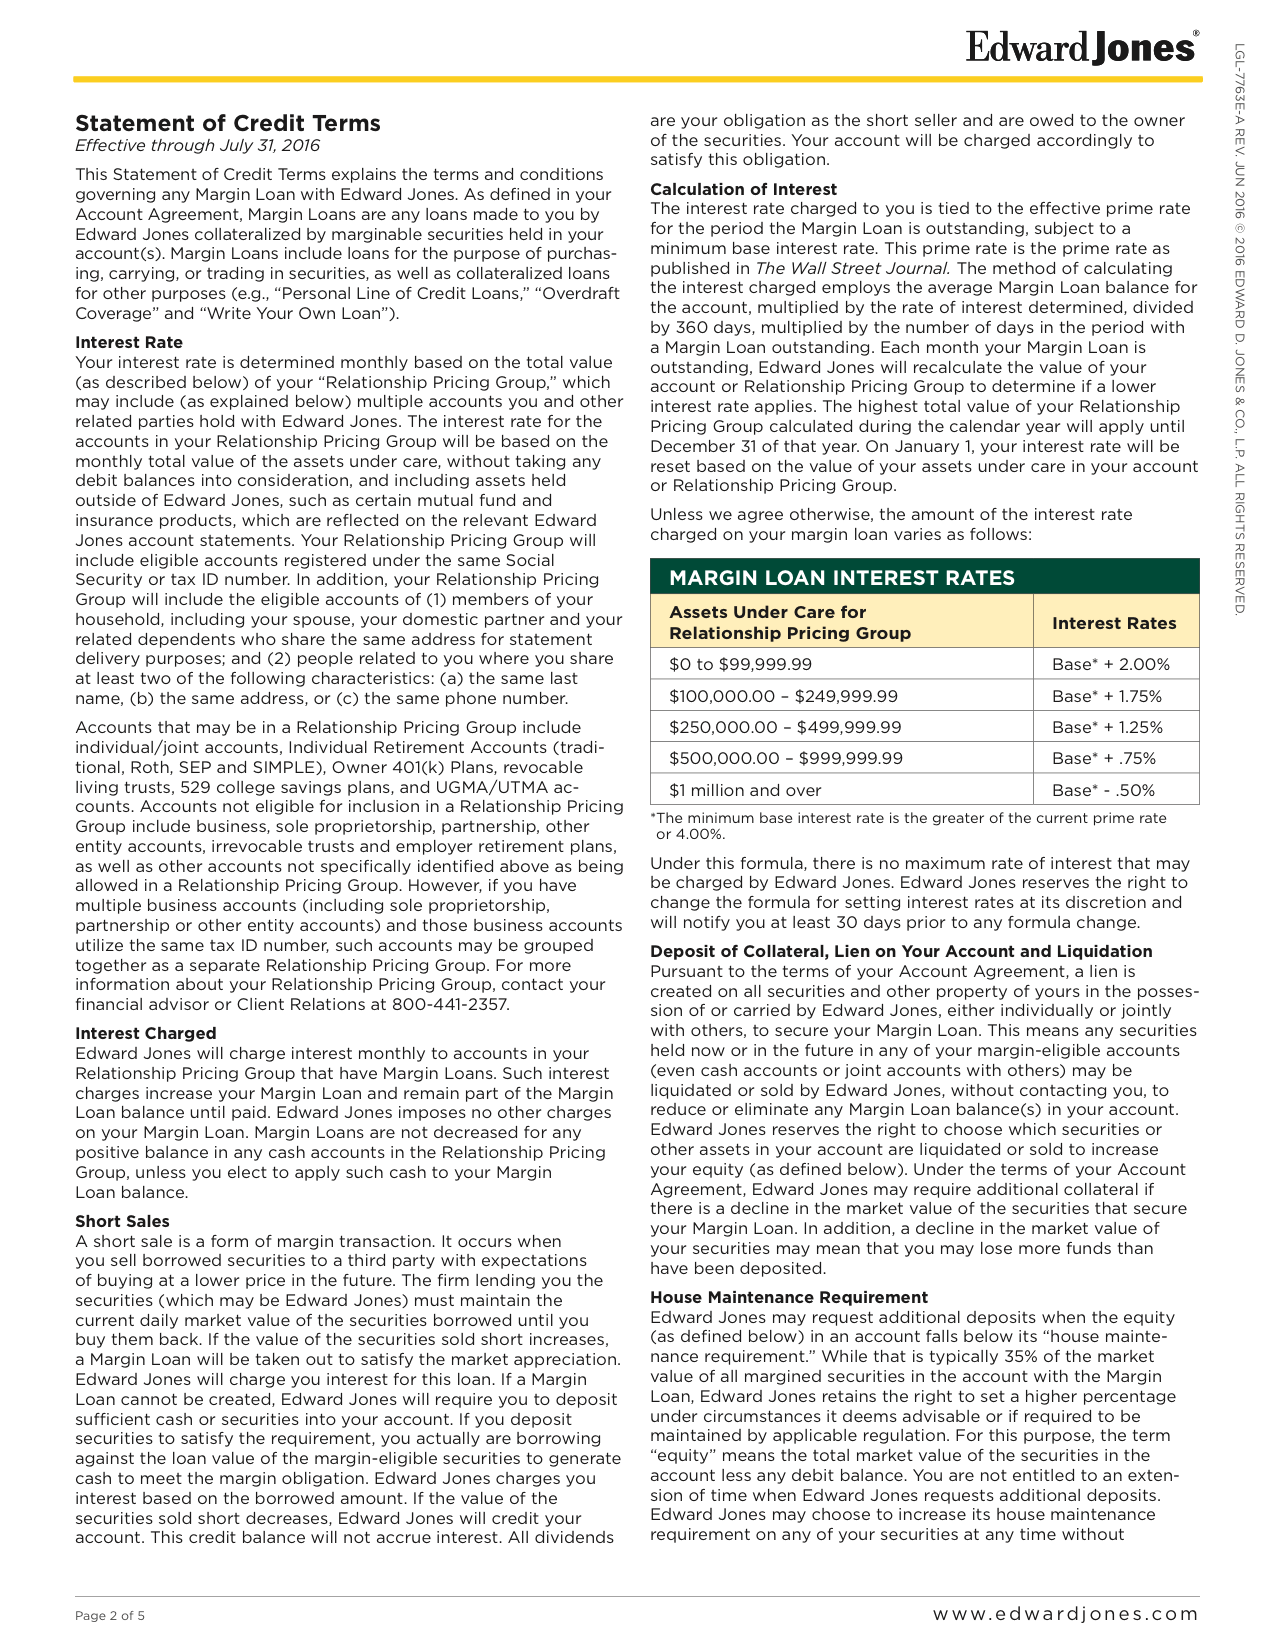 Edward Jones®
Statement of Credit Terms
Effective through July 31, 2016
This Statement of Credit Terms explains the terms and conditions
governing any Margin Loan with Edward Jones. As defined in your
Account Agreement, Margin Loans are any loans made to you by
Edward Jones collateralized by marginable securities held in your
account(s). Margin Loans include loans for the purpose of purchas-
ing, carrying, or trading in securities, as well as collateralized loans
for other purposes (e.g., “Personal Line of Credit Loans,” “Overdraft
Coverage” and “Write Your Own Loan”).
Interest Rate
Your interest rate is determined monthly based on the total value
(as described below) of your “Relationship Pricing Group,” which
may include (as explained below) multiple accounts you and other
related parties hold with Edward Jones. The interest rate for the
accounts in your Relationship Pricing Group will be based on the
monthly total value of the assets under care, without taking any
debit balances into consideration, and including assets held
outside of Edward Jones, such as certain mutual fund and
insurance products, which are reflected on the relevant Edward
Jones account statements. Your Relationship Pricing Group will
include eligible accounts registered under the same Social
Security or tax ID number. In addition, your Relationship Pricing
Group will include the eligible accounts of (1) members of your
household, including your spouse, your domestic partner and your
related dependents who share the same address for statement
delivery purposes; and (2) people related to you where you share
at least two of the following characteristics: (a) the same last
name, (b) the same address, or (c) the same phone number.
Accounts that may be in a Relationship Pricing Group include
individual/joint accounts, Individual Retirement Accounts (tradi-
tional, Roth, SEP and SIMPLE), Owner 401(k) Plans, revocable
living trusts, 529 college savings plans, and UGMA/UTMA ac-
counts. Accounts not eligible for inclusion in a Relationship Pricing
Group include business, sole proprietorship, partnership, other
entity accounts, irrevocable trusts and employer retirement plans,
as well as other accounts not specifically identified above as being
allowed in a Relationship Pricing Group. However, if you have
multiple business accounts (including sole proprietorship,
partnership or other entity accounts) and those business accounts
utilize the same tax ID number, such accounts may be grouped
together as a separate Relationship Pricing Group. For more
information about your Relationship Pricing Group, contact your
financial advisor or Client Relations at 800-441-2357.
Interest Charged
Edward Jones will charge interest monthly to accounts in your
Relationship Pricing Group that have Margin Loans. Such interest
charges increase your Margin Loan and remain part of the Margin
Loan balance until paid. Edward Jones imposes no other charges
on your Margin Loan. Margin Loans are not decreased for any
positive balance in any cash accounts in the Relationship Pricing
Group, unless you elect to apply such cash to your Margin
Loan balance.
Short Sales
A short sale is a form of margin transaction. It occurs when
you sell borrowed securities to a third party with expectations
of buying at a lower price in the future. The firm lending you the
securities (which may be Edward Jones) must maintain the
current daily market value of the securities borrowed until you
buy them back. If the value of the securities sold short increases,
a Margin Loan will be taken out to satisfy the market appreciation.
Edward Jones will charge you interest for this loan. If a Margin
Loan cannot be created, Edward Jones will require you to deposit
sufficient cash or securities into your account. If you deposit
securities to satisfy the requirement, you actually are borrowing
against the loan value of the margin-eligible securities to generate
cash to meet the margin obligation. Edward Jones charges you
interest based on the borrowed amount. If the value of the
securities sold short decreases, Edward Jones will credit your
account. This credit balance will not accrue interest. All dividends
are your obligation as the short seller and are owed to the owner
of the securities. Your account will be charged accordingly to
satisfy this obligation.
Calculation of Interest
The interest rate charged to you is tied to the effective prime rate
for the period the Margin Loan is outstanding, subject to a
minimum base interest rate. This prime rate is the prime rate as
published in The Wall Street Journal. The method of calculating
the interest charged employs the average Margin Loan balance for
the account, multiplied by the rate of interest determined, divided
by 360 days, multiplied by the number of days in the period with
a Margin Loan outstanding. Each month your Margin Loan is
outstanding, Edward Jones will recalculate the value of your
account or Relationship Pricing Group to determine if a lower
interest rate applies. The highest total value of your Relationship
Pricing Group calculated during the calendar year will apply until
December 31 of that year. On January 1, your interest rate will be
reset based on the value of your assets under care in your account
or Relationship Pricing Group.
Unless we agree otherwise, the amount of the interest rate
charged on your margin loan varies as follows:
MARGIN LOAN INTEREST RATES
Assets Under Care for
Relationship Pricing Group
Interest Rates
$0 to $99,999.99 Base* + 2.00%
$100,000.00 – $249,999.99 Base* + 1.75%
$250,000.00 – $499,999.99 Base* + 1.25%
$500,000.00 – $999,999.99 Base* + .75%
$1 million and over Base* - .50%
*The minimum base interest rate is the greater of the current prime rate
or 4.00%.
Under this formula, there is no maximum rate of interest that may
be charged by Edward Jones. Edward Jones reserves the right to
change the formula for setting interest rates at its discretion and
will notify you at least 30 days prior to any formula change.
Deposit of Collateral, Lien on Your Account and Liquidation
Pursuant to the terms of your Account Agreement, a lien is
created on all securities and other property of yours in the posses-
sion of or carried by Edward Jones, either individually or jointly
with others, to secure your Margin Loan. This means any securities
held now or in the future in any of your margin-eligible accounts
(even cash accounts or joint accounts with others) may be
liquidated or sold by Edward Jones, without contacting you, to
reduce or eliminate any Margin Loan balance(s) in your account.
Edward Jones reserves the right to choose which securities or
other assets in your account are liquidated or sold to increase
your equity (as defined below). Under the terms of your Account
Agreement, Edward Jones may require additional collateral if
there is a decline in the market value of the securities that secure
your Margin Loan. In addition, a decline in the market value of
your securities may mean that you may lose more funds than
have been deposited.
House Maintenance Requirement
Edward Jones may request additional deposits when the equity
(as defined below) in an account falls below its “house mainte-
nance requirement.” While that is typically 35% of the market
value of all margined securities in the account with the Margin
Loan, Edward Jones retains the right to set a higher percentage
under circumstances it deems advisable or if required to be
maintained by applicable regulation. For this purpose, the term
“equity” means the total market value of the securities in the
account less any debit balance. You are not entitled to an exten-
sion of time when Edward Jones requests additional deposits.
Edward Jones may choose to increase its house maintenance
requirement on any of your securities at any time without
LGL-7763E-A REV. JUN 2016 © 2016 EDWARD D. JONES & CO., L.P. ALL RIGHTS RESERVED.
Page 2 of 5
www.edwardjones.com